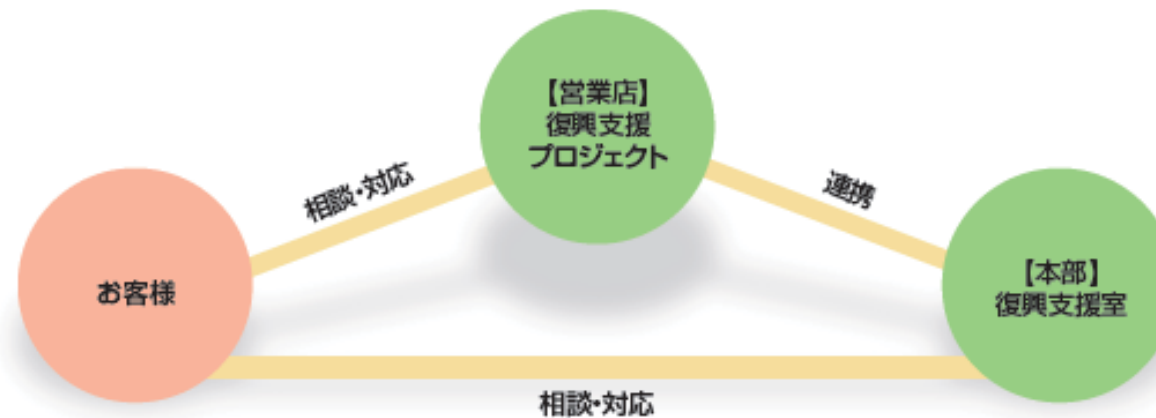 【営業店】
復興支援
プロジェクト
相談・対応
連携
お客様
【本部】
復興支援室
相談・対応